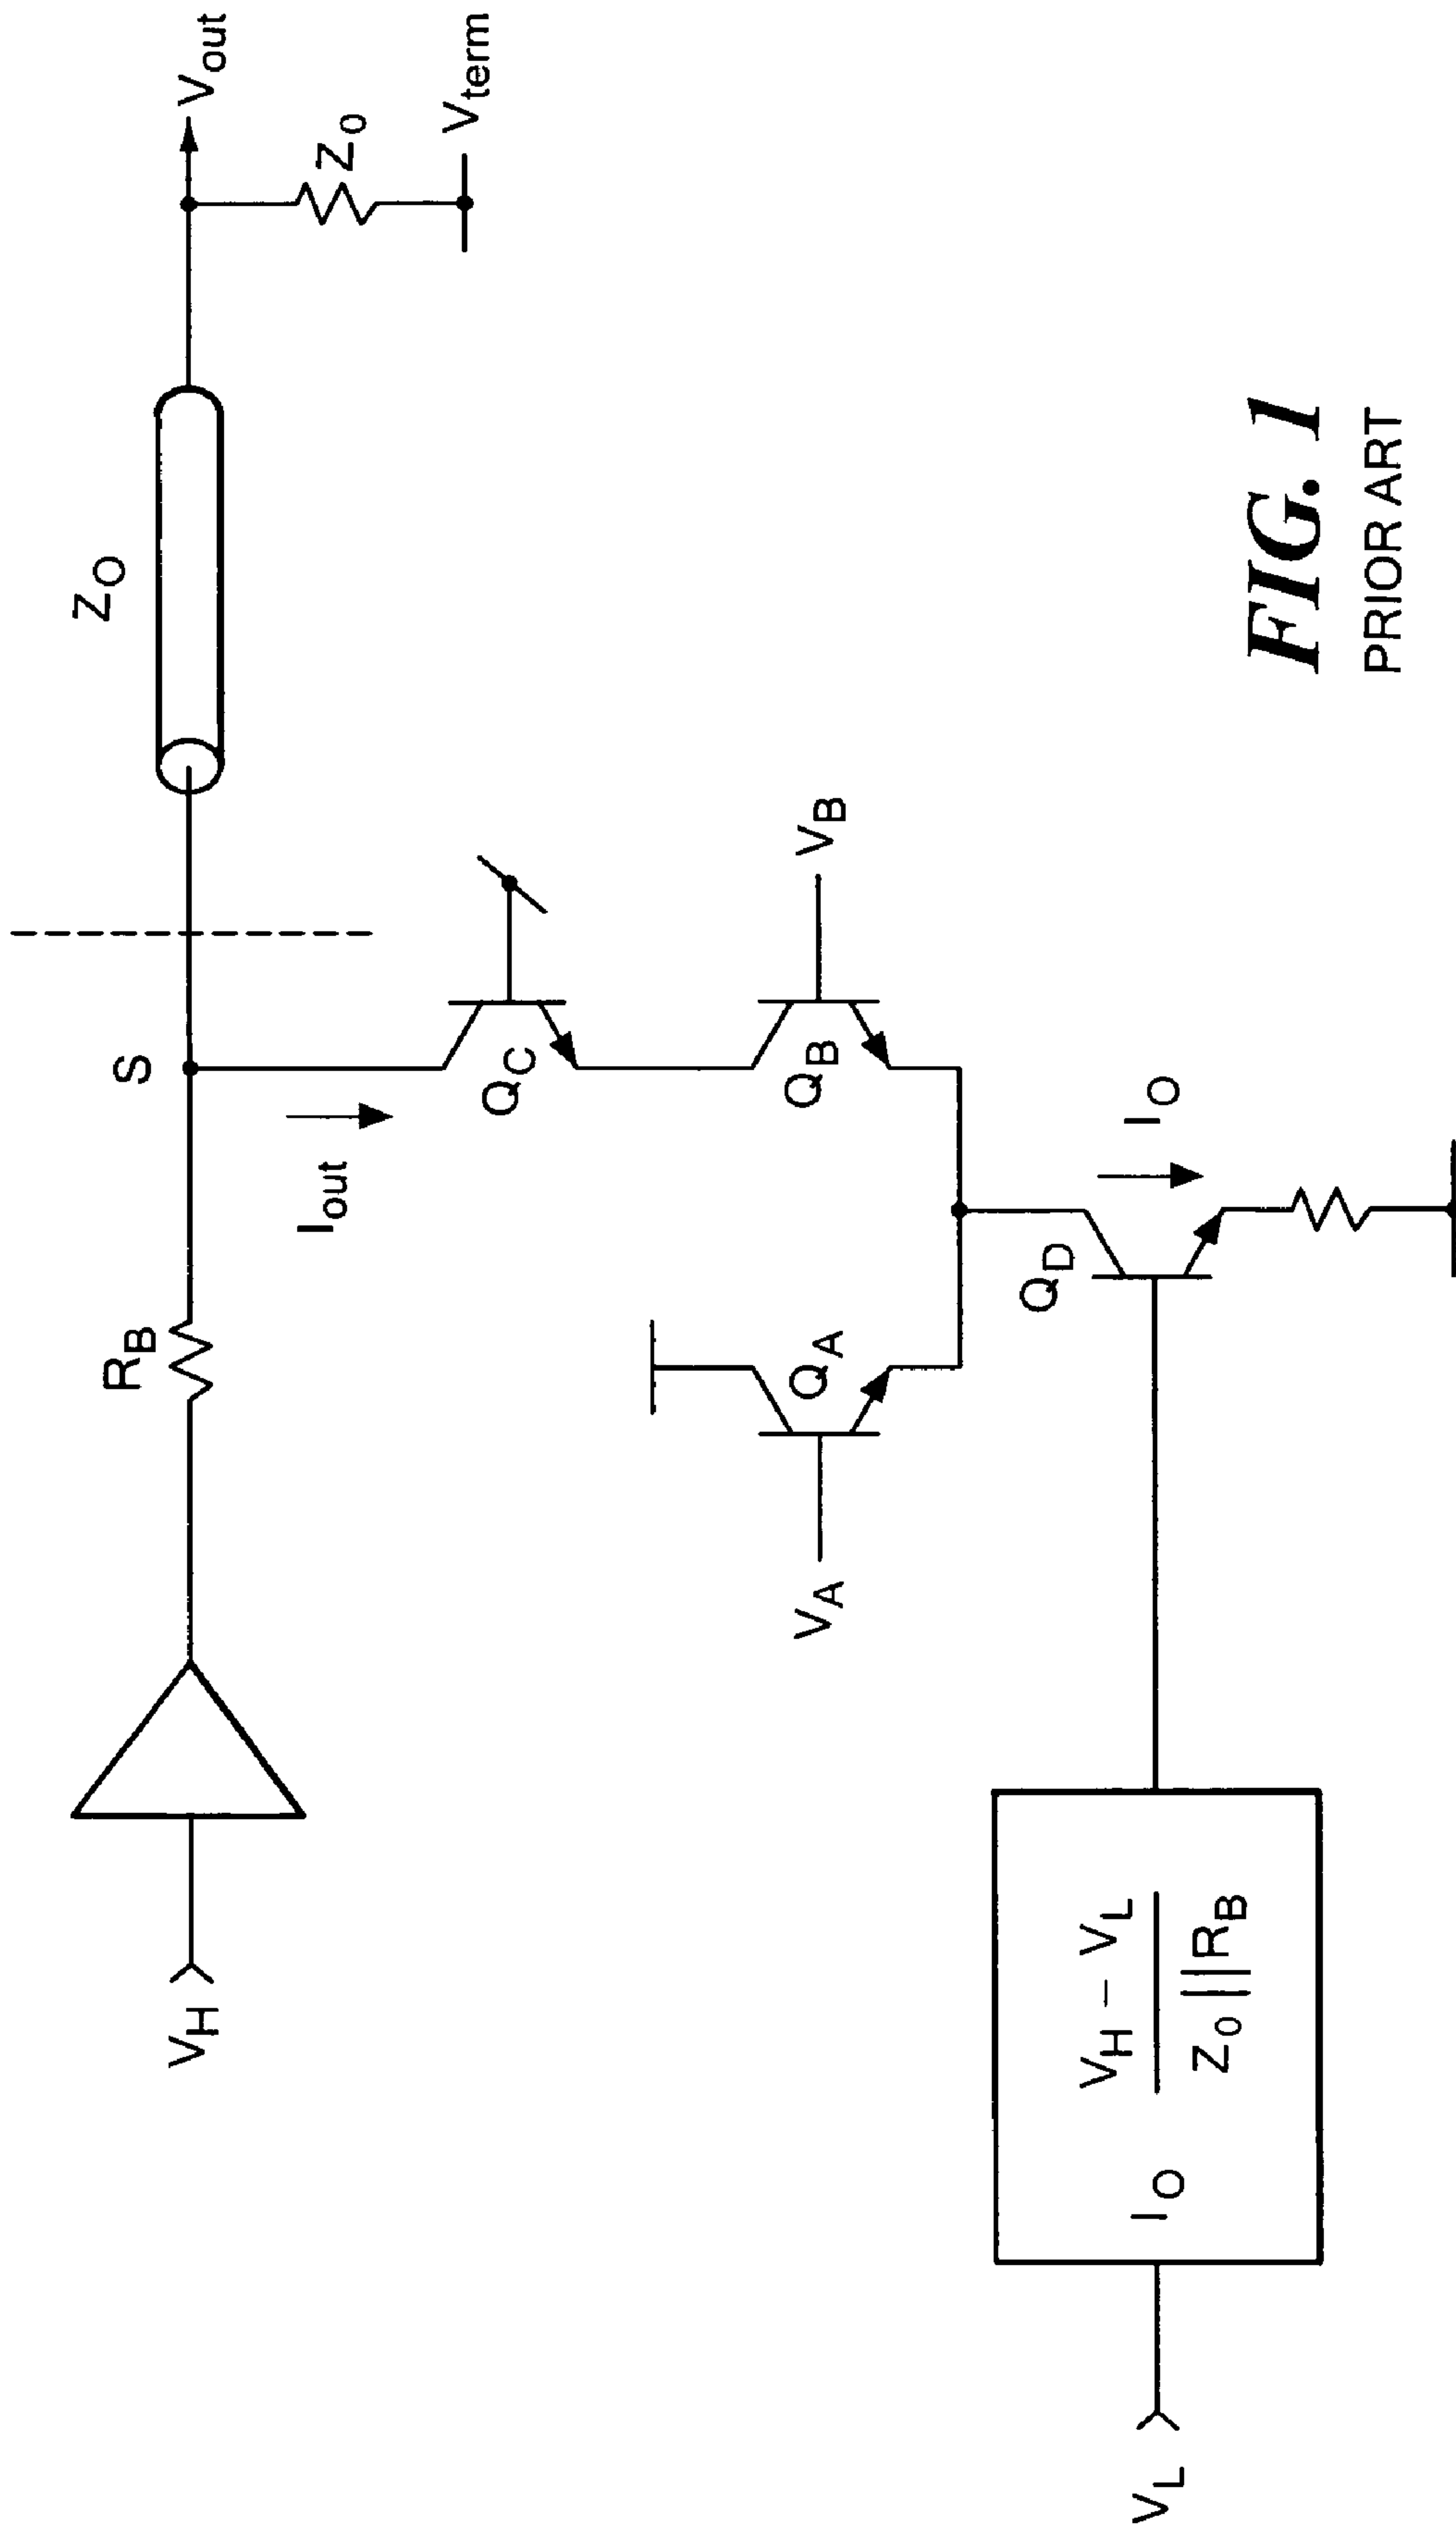 V_H
R_B
S
Z_O
V_out
Z_0
V_term
I_out
Q_C
V_A
Q_A
Q_B
V_B
Q_D
I_O
V_L
I_O
V_H – V_L
Z_0 || R_B
FIG. 1
PRIOR ART